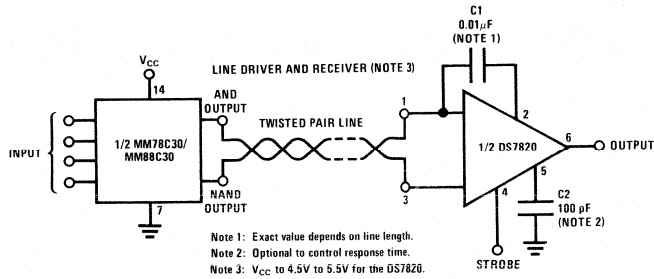 C1
0.01μF
(NOTE 1)
VCC
14
LINE DRIVER AND RECEIVER (NOTE 3)
AND
OUTPUT
TWISTED PAIR LINE
1
2
INPUT
1/2 MM78C30/
MM88C30
1/2 DS7820
6
OUTPUT
5
3
4
7
NAND
OUTPUT
C2
100 pF
(NOTE 2)
STROBE
Note 1: Exact value depends on line length.
Note 2: Optional to control response time.
Note 3: VCC to 4.5V to 5.5V for the DS7820.